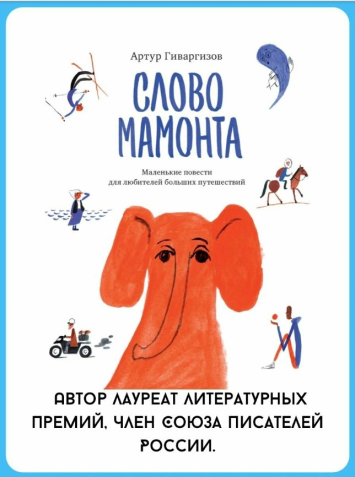 Артур Гиваргизов
СЛОВО
МАМОНТА
Маленькие повести
для любителей больших путешествий
АВТОР ЛАУРЕАТ ЛИТЕРАТУРНЫХ
ПРЕМИЙ, ЧЛЕН СОЮЗА ПИСАТЕЛЕЙ
РОССИИ.